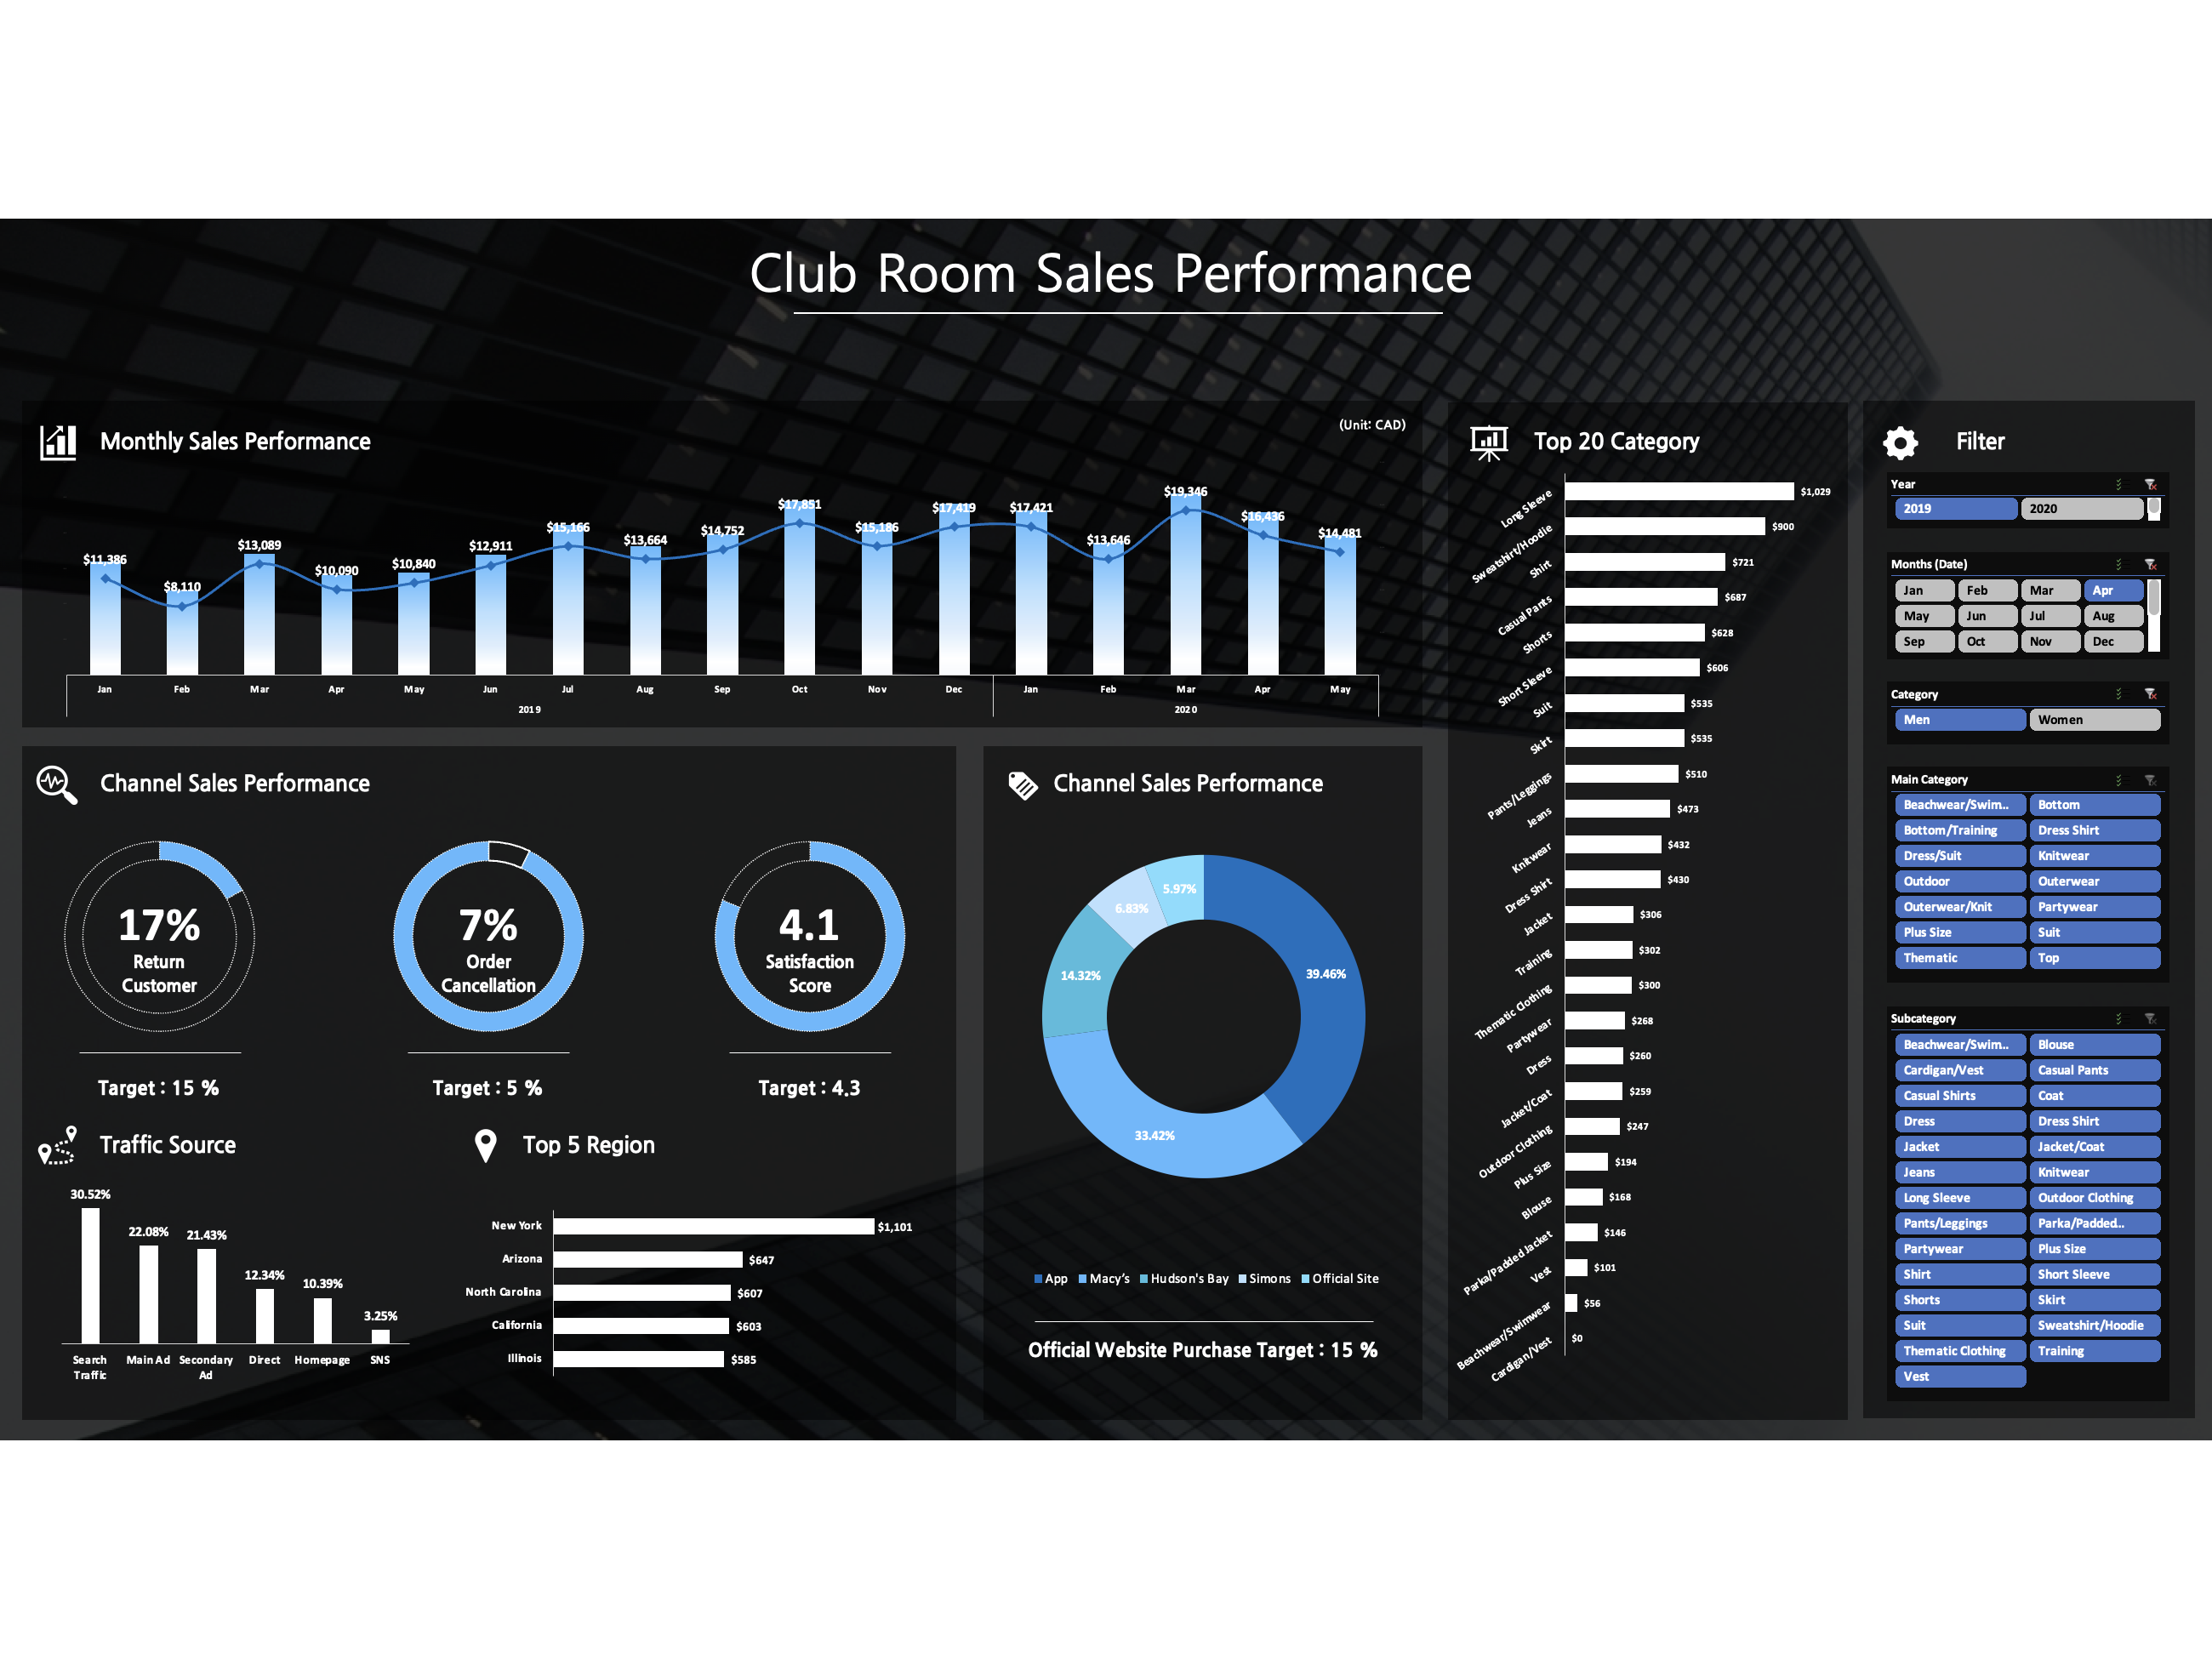 Club Room Sales Performance
Monthly Sales Performance
(Unit: CAD)
$11,386
$8,110
$13,089
$10,090
$10,840
$12,911
$15,166
$13,664
$14,752
$17,851
$15,186
$17,419
$17,421
$13,646
$19,346
$16,436
$14,481
Jan Feb Mar Apr May Jun Jul Aug Sep Oct Nov Dec Jan Feb Mar Apr May
2019 2020
Channel Sales Performance
17%
Return
Customer
Target : 15 %
7%
Order
Cancellation
Target : 5 %
4.1
Satisfaction
Score
Target : 4.3
Traffic Source
30.52%
22.08%
21.43%
12.34%
10.39%
3.25%
Search Traffic
Main Ad
Secondary Ad
Direct
Homepage
SNS
Top 5 Region
New York $1,101
Arizona $647
North Carolina $607
California $603
Illinois $585
Channel Sales Performance
39.46%
33.42%
14.32%
6.83%
5.97%
App Macy's Hudson's Bay Simons Official Site
Official Website Purchase Target : 15 %
Top 20 Category
Long Sleeve $1,029
Sweatshirt/Hoodie $900
Shirt $721
Casual Pants $687
Shorts $628
Short Sleeve $606
Suit $535
Skirt $535
Pants/Leggings $510
Jeans $473
Knitwear $432
Dress Shirt $430
Jacket $306
Training $302
Thematic Clothing $300
Partywear $268
Dress $260
Jacket/Coat $259
Outdoor Clothing $247
Plus Size $194
Blouse $168
Parka/Padded Jacket $146
Vest $101
Beachwear/Swimwear $56
Cardigan/Vest $0
Filter
Year
2019 2020
Months (Date)
Jan Feb Mar Apr
May Jun Jul Aug
Sep Oct Nov Dec
Category
Men Women
Main Category
Beachwear/Swim.. Bottom
Bottom/Training Dress Shirt
Dress/Suit Knitwear
Outdoor Outerwear
Outerwear/Knit Partywear
Plus Size Suit
Thematic Top
Subcategory
Beachwear/Swim.. Blouse
Cardigan/Vest Casual Pants
Casual Shirts Coat
Dress Dress Shirt
Jacket Jacket/Coat
Jeans Knitwear
Long Sleeve Outdoor Clothing
Pants/Leggings Parka/Padded...
Partywear Plus Size
Shirt Short Sleeve
Shorts Skirt
Suit Sweatshirt/Hoodie
Thematic Clothing Training
Vest